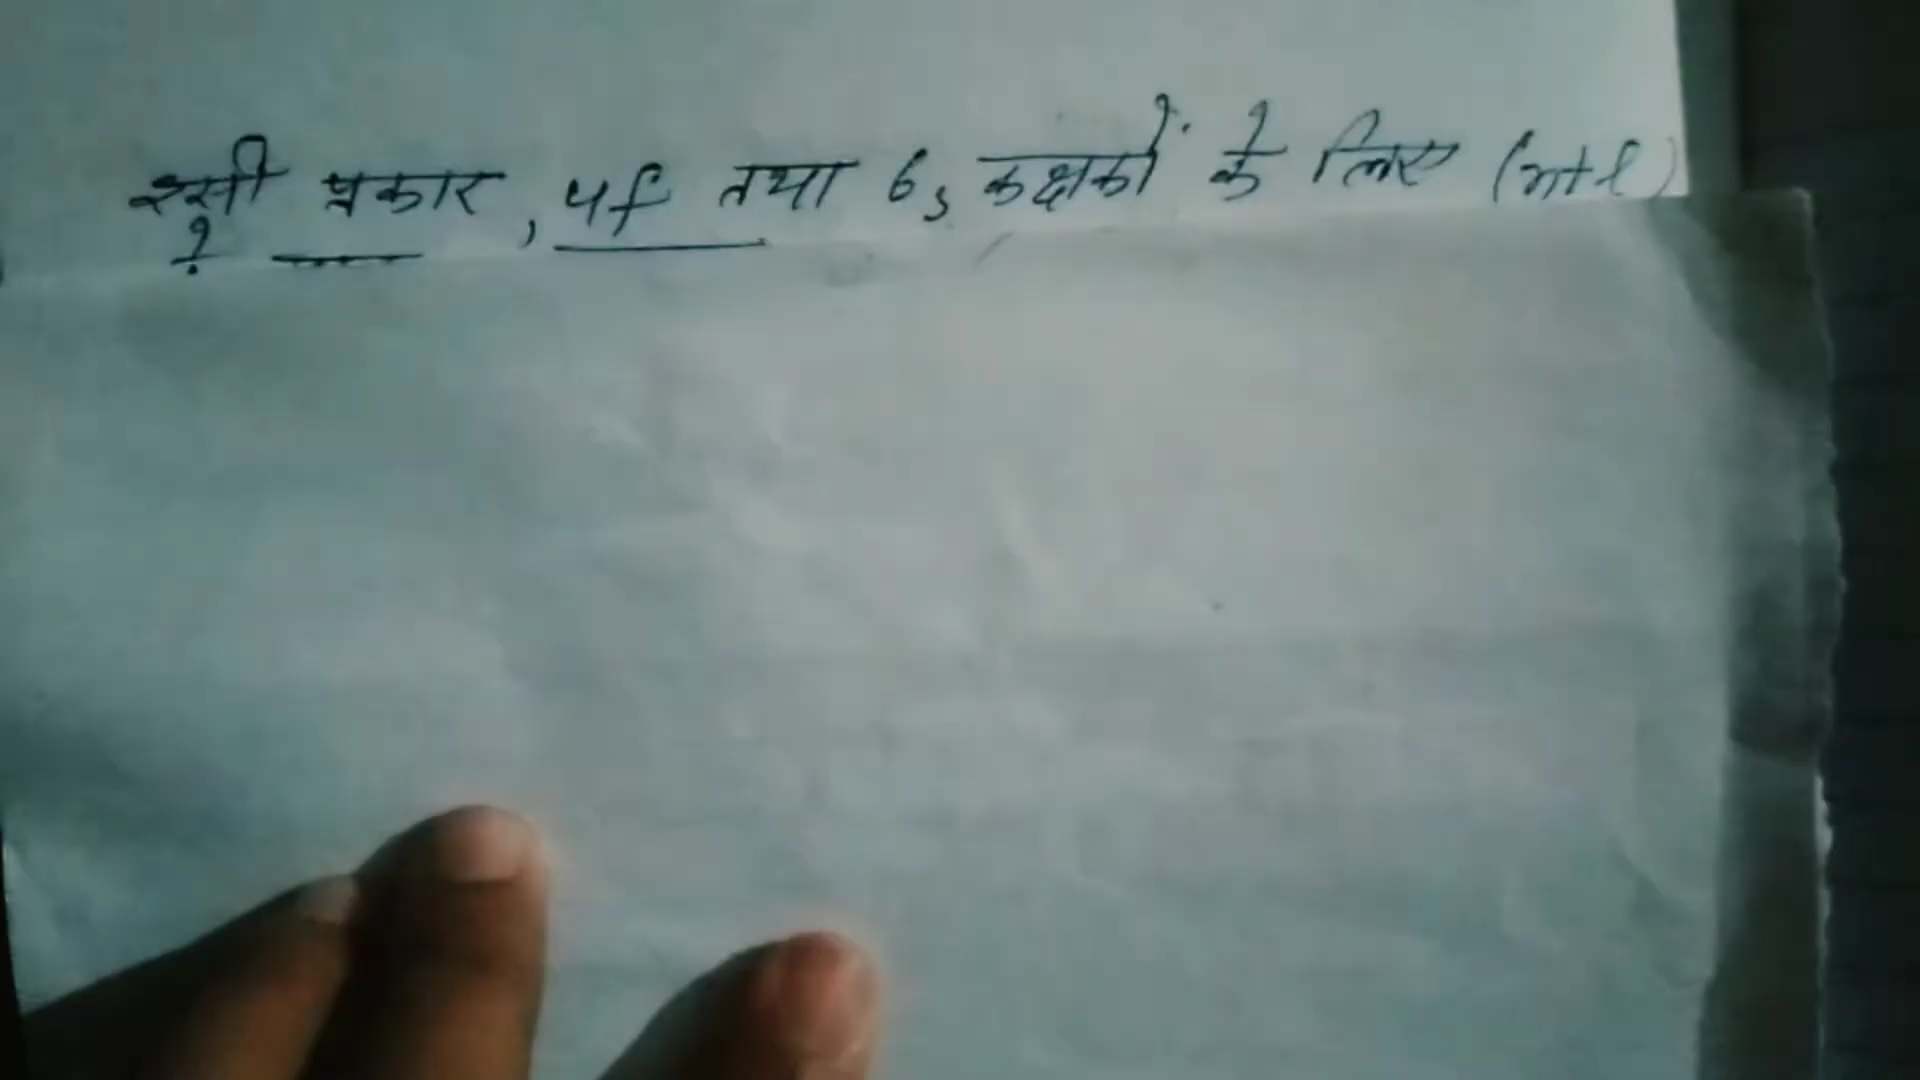 इसी प्रकार, 4f तथा 6s कक्षकों के लिए (n+l)